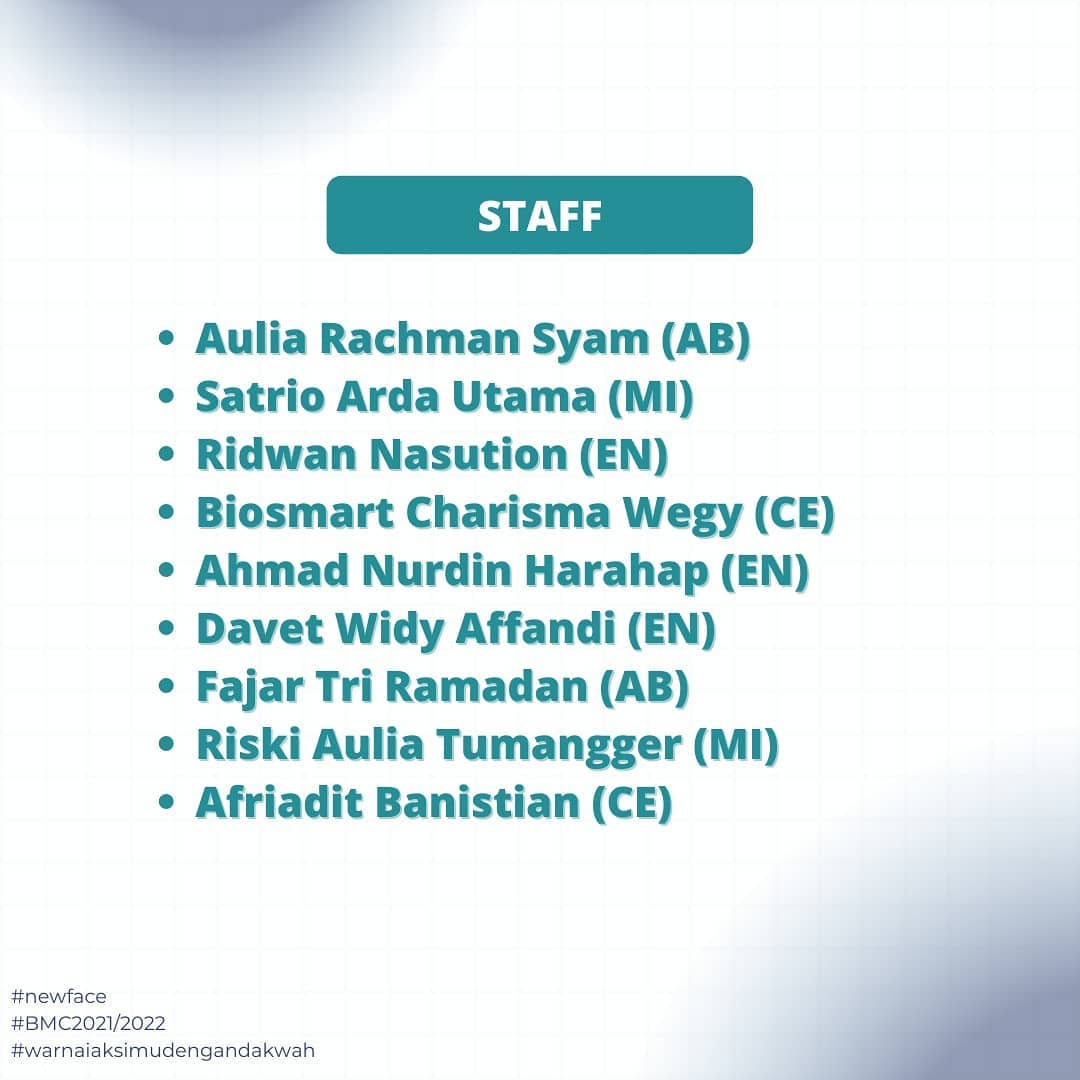 STAFF
• Aulia Rachman Syam (AB)
• Satrio Arda Utama (MI)
• Ridwan Nasution (EN)
• Biosmart Charisma Wegy (CE)
• Ahmad Nurdin Harahap (EN)
• Davet Widy Affandi (EN)
• Fajar Tri Ramadan (AB)
• Riski Aulia Tumangger (MI)
• Afriadit Banistian (CE)
#newface
#BMC2021/2022
#warnaiaksimudengandakwah